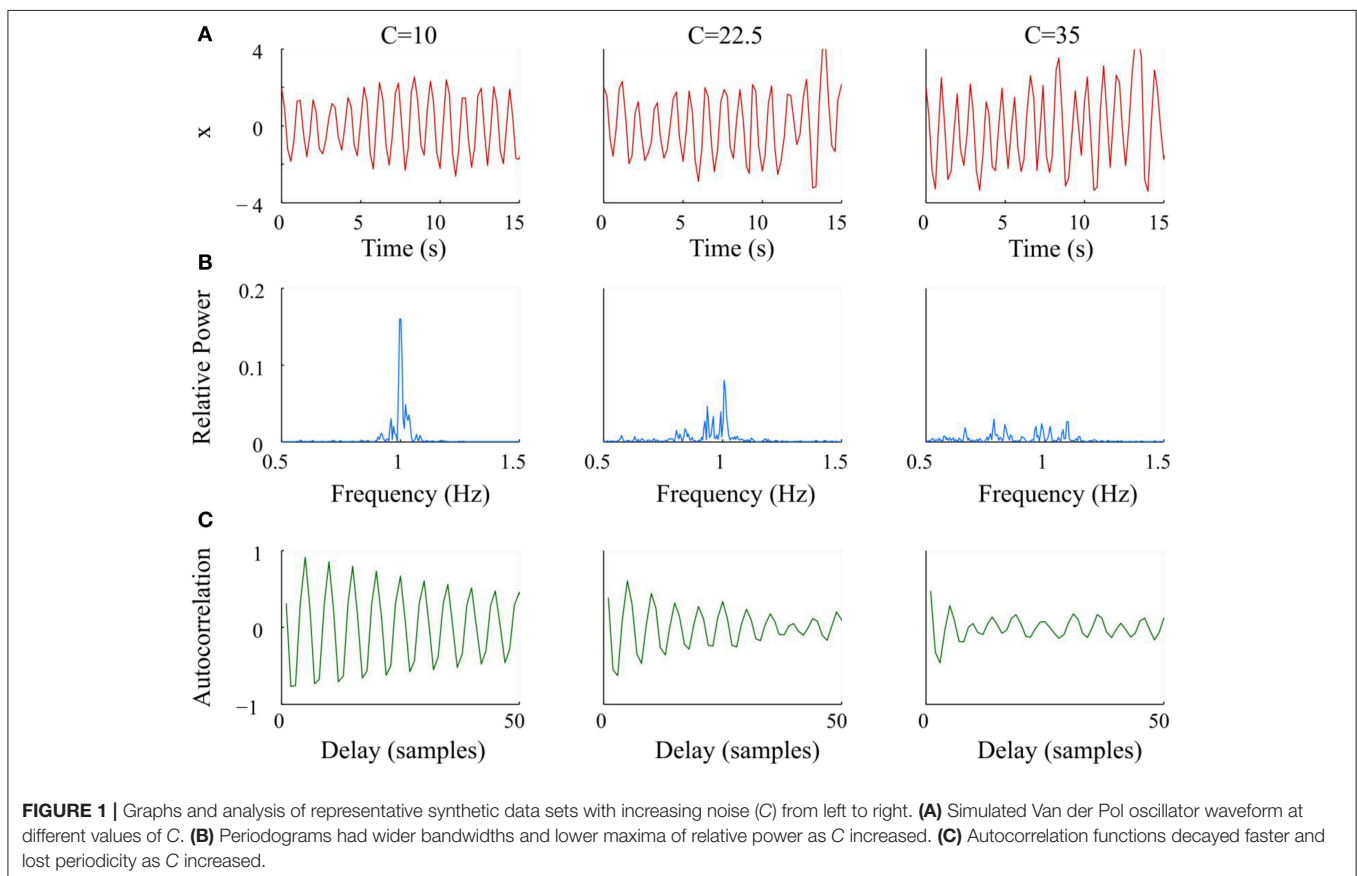 A
C=10 C=22.5 C=35
4
x
0
−4
0 5 10 15 0 5 10 15 0 5 10 15
Time (s) Time (s) Time (s)
B
0.2
Relative Power
0.1
0
0.5 1 1.5 0.5 1 1.5 0.5 1 1.5
Frequency (Hz) Frequency (Hz) Frequency (Hz)
C
1
Autocorrelation
0
−1
0 50 0 50 0 50
Delay (samples) Delay (samples) Delay (samples)
FIGURE 1 | Graphs and analysis of representative synthetic data sets with increasing noise (C) from left to right. (A) Simulated Van der Pol oscillator waveform at
different values of C. (B) Periodograms had wider bandwidths and lower maxima of relative power as C increased. (C) Autocorrelation functions decayed faster and
lost periodicity as C increased.